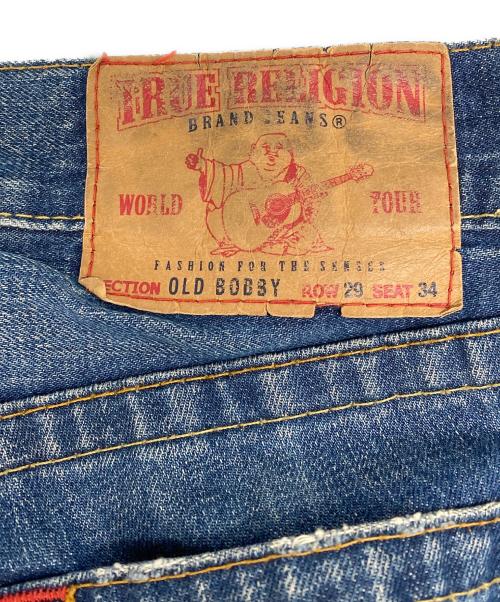 TRUE RELIGION
BRAND JEANS®
WORLD TOUR
FASHION FOR THE SENSES
ECTION OLD BOBBY ROW 29 SEAT 34